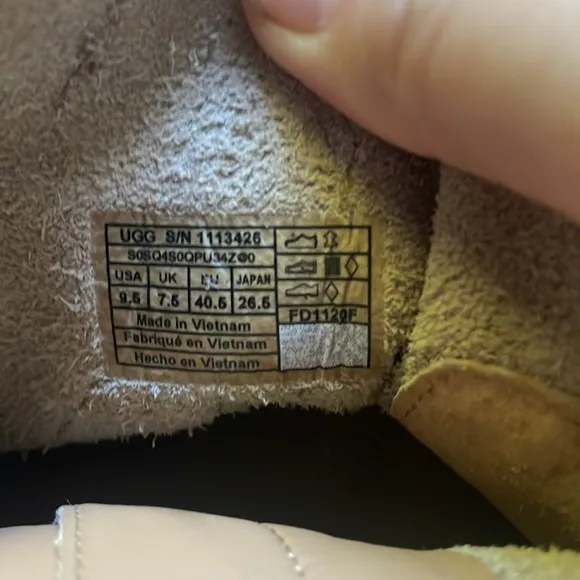 UGG S/N 1113426
S0SQ4S0QPU34Z@0
USA UK EU JAPAN
9.5 7.5 40.5 26.5
Made in Vietnam
Fabriqué en Vietnam
Hecho en Vietnam
FD1120F